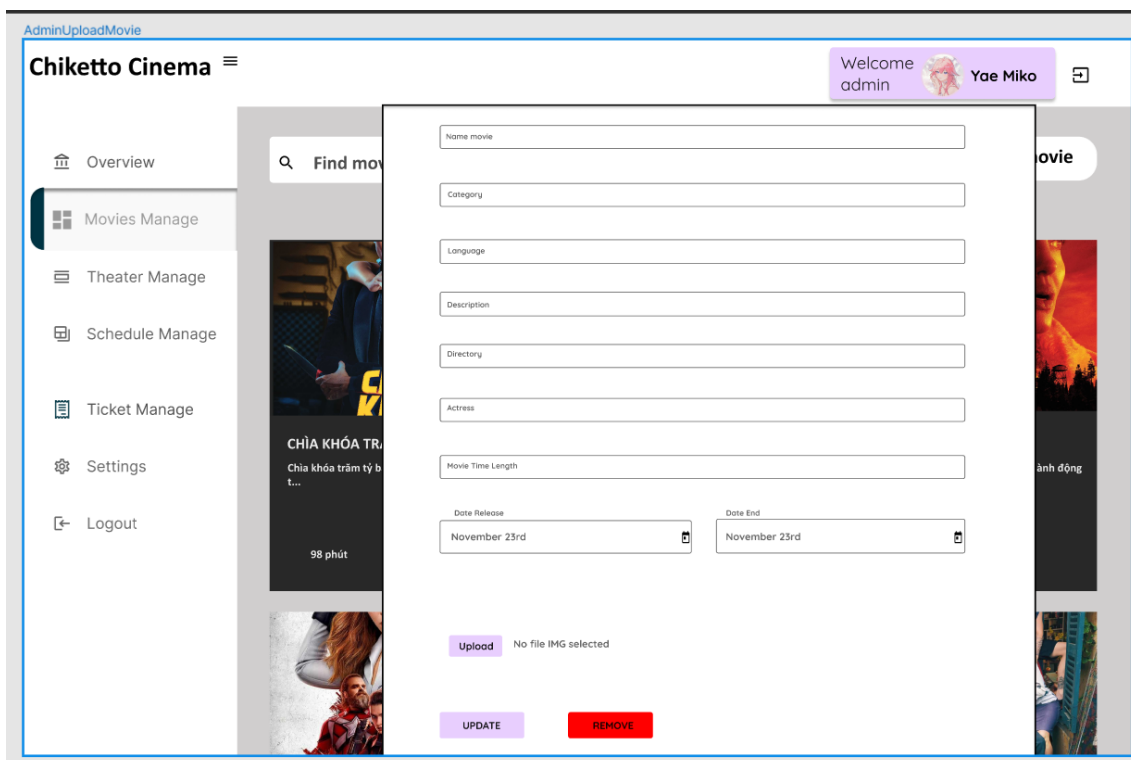 AdminUploadMovie
Chiketto Cinema
Welcome
admin
Yae Miko
Overview
Movies Manage
Theater Manage
Schedule Manage
Ticket Manage
Settings
Logout
Find mov
ovie
CHÌA KHÓA TRĂ
Chìa khóa trăm tỷ b
t...
98 phút
ành động
Name movie
Category
Language
Description
Directory
Actress
Movie Time Length
Date Release
Date End
November 23rd
November 23rd
Upload
No file IMG selected
UPDATE
REMOVE